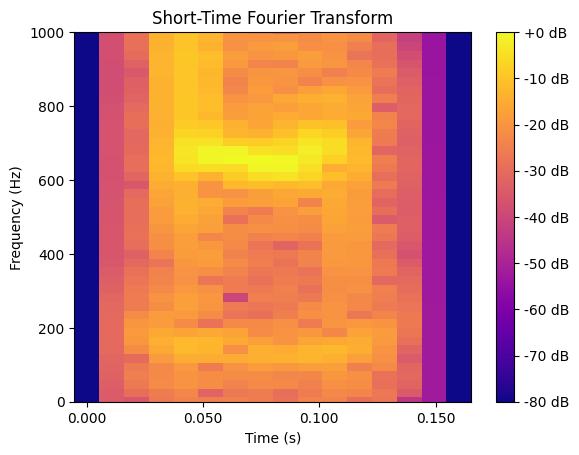 Short-Time Fourier Transform
1000
800
600
400
200
0
Frequency (Hz)
0.000
0.050
0.100
0.150
Time (s)
+0 dB
-10 dB
-20 dB
-30 dB
-40 dB
-50 dB
-60 dB
-70 dB
-80 dB